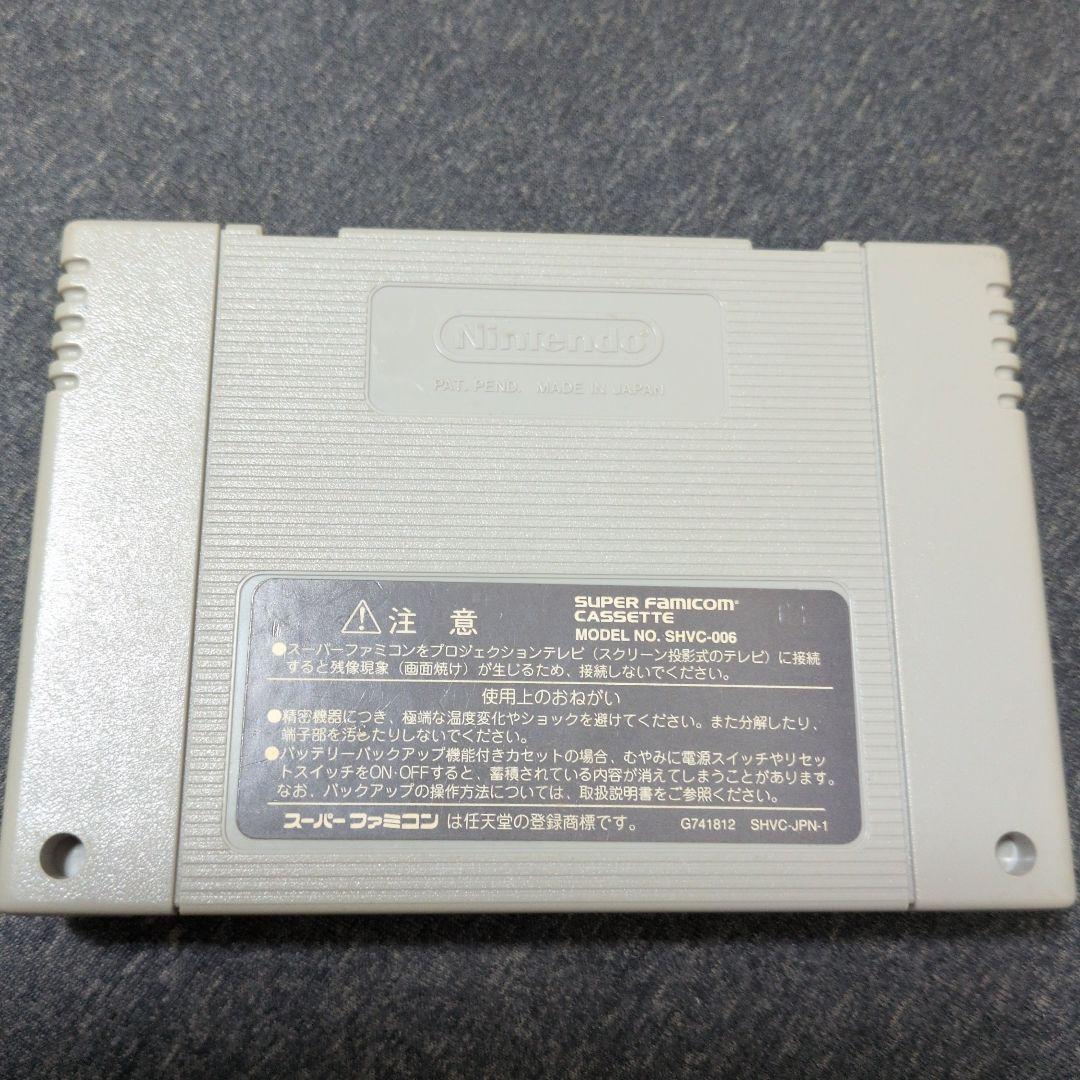 Nintendo®
PAT. PEND. MADE IN JAPAN
⚠注意
SUPER FAMICOM®
CASSETTE
MODEL NO. SHVC-006
●スーパーファミコンをプロジェクションテレビ（スクリーン投影式のテレビ）に接続
すると残像現象（画面焼け）が生じるため、接続しないでください。
使用上のおねがい
●精密機器につき、極端な温度変化やショックを避けてください。また分解したり、
端子部を汚したりしないでください。
●バッテリーバックアップ機能付きカセットの場合、むやみに電源スイッチやリセッ
トスイッチをON・OFFすると、蓄積されている内容が消えてしまうことがあります。
なお、バックアップの操作方法については、取扱説明書をご参照ください。
スーパーファミコン は任天堂の登録商標です。 G741812 SHVC-JPN-1